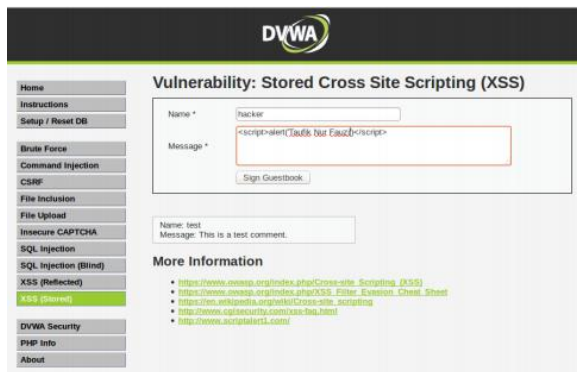 DVWA
Vulnerability: Stored Cross Site Scripting (XSS)
Home
Instructions
Setup / Reset DB
Brute Force
Command Injection
CSRF
File Inclusion
File Upload
Insecure CAPTCHA
SQL Injection
SQL Injection (Blind)
XSS (Reflected)
XSS (Stored)
DVWA Security
PHP Info
About
Name *
hacker
Message *
<script>alert('Taufik Nur Fauzi')</script>
Sign Guestbook
Name: test
Message: This is a test comment.
More Information
https://www.owasp.org/index.php/Cross-site_Scripting_(XSS)
https://www.owasp.org/index.php/XSS_Filter_Evasion_Cheat_Sheet
https://en.wikipedia.org/wiki/Cross-site_scripting
http://www.cgisecurity.com/xss-faq.html
http://www.scriptalert1.com/